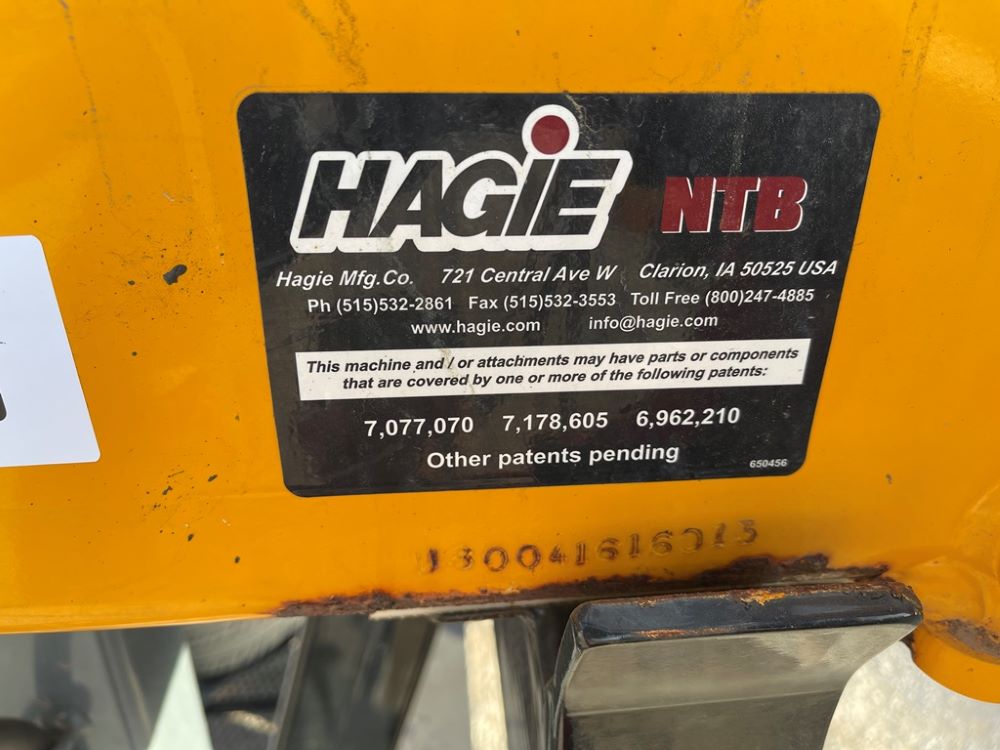 HAGIE NTB
Hagie Mfg.Co. 721 Central Ave W Clarion, IA 50525 USA
Ph (515)532-2861 Fax (515)532-3553 Toll Free (800)247-4885
www.hagie.com info@hagie.com
This machine and / or attachments may have parts or components
that are covered by one or more of the following patents:
7,077,070 7,178,605 6,962,210
Other patents pending
650456